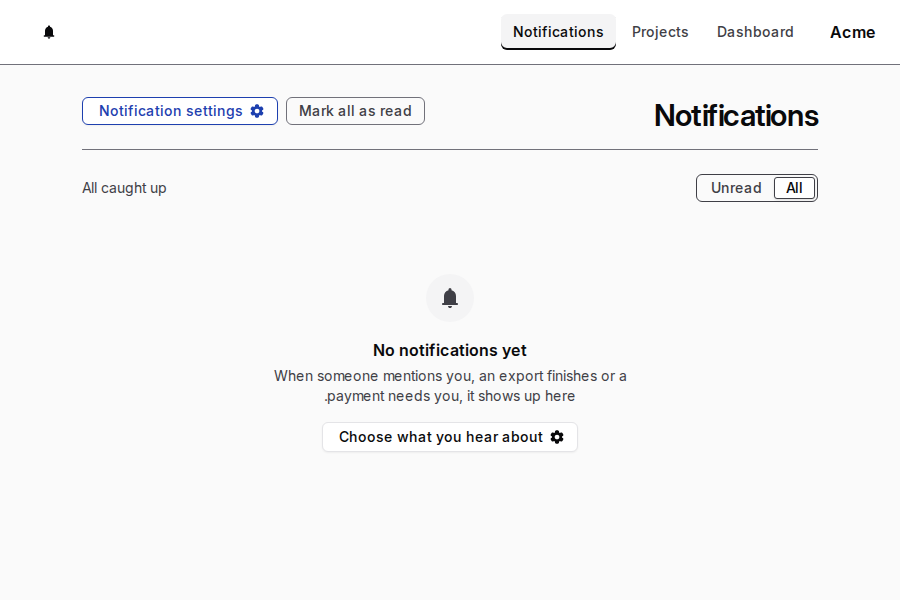 Acme
Dashboard
Projects
Notifications
Notifications
Mark all as read
Notification settings
All
Unread
All caught up
No notifications yet
When someone mentions you, an export finishes or a
.payment needs you, it shows up here
Choose what you hear about